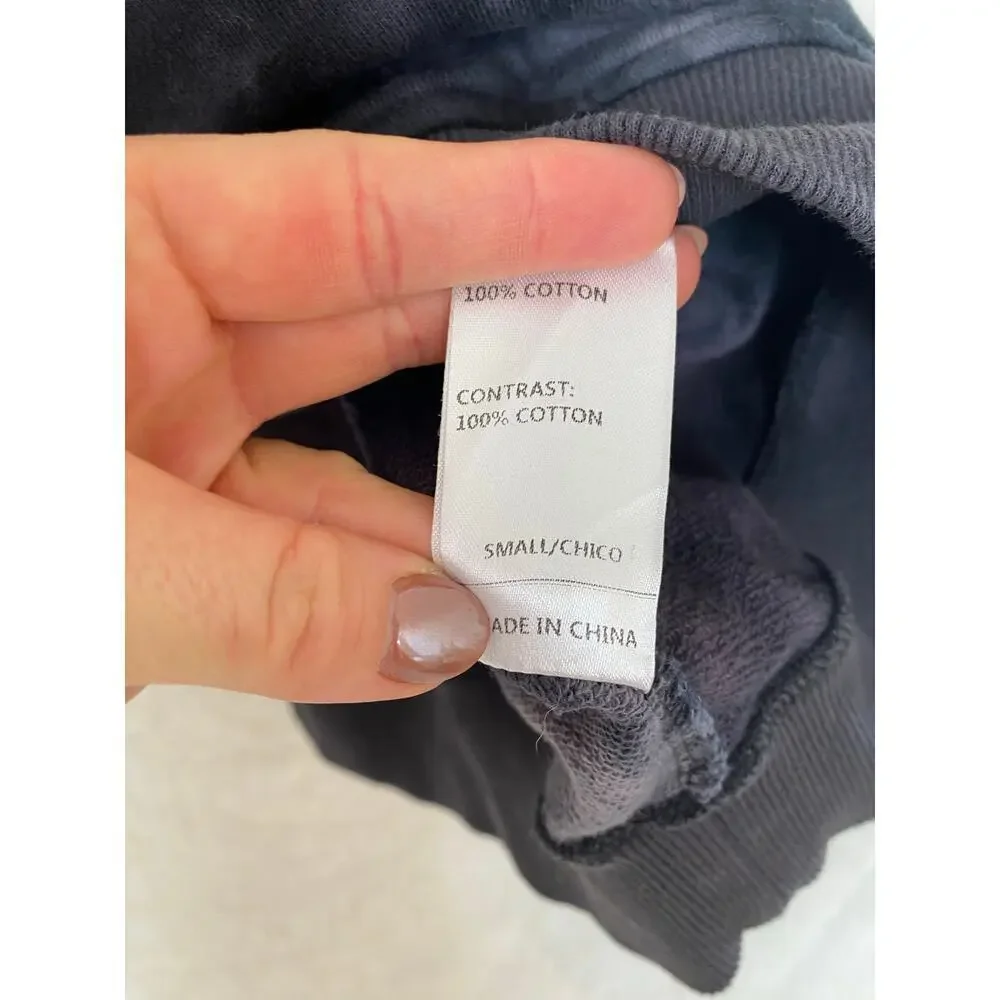 100% COTTON
CONTRAST:
100% COTTON
SMALL/CHICO
ADE IN CHINA